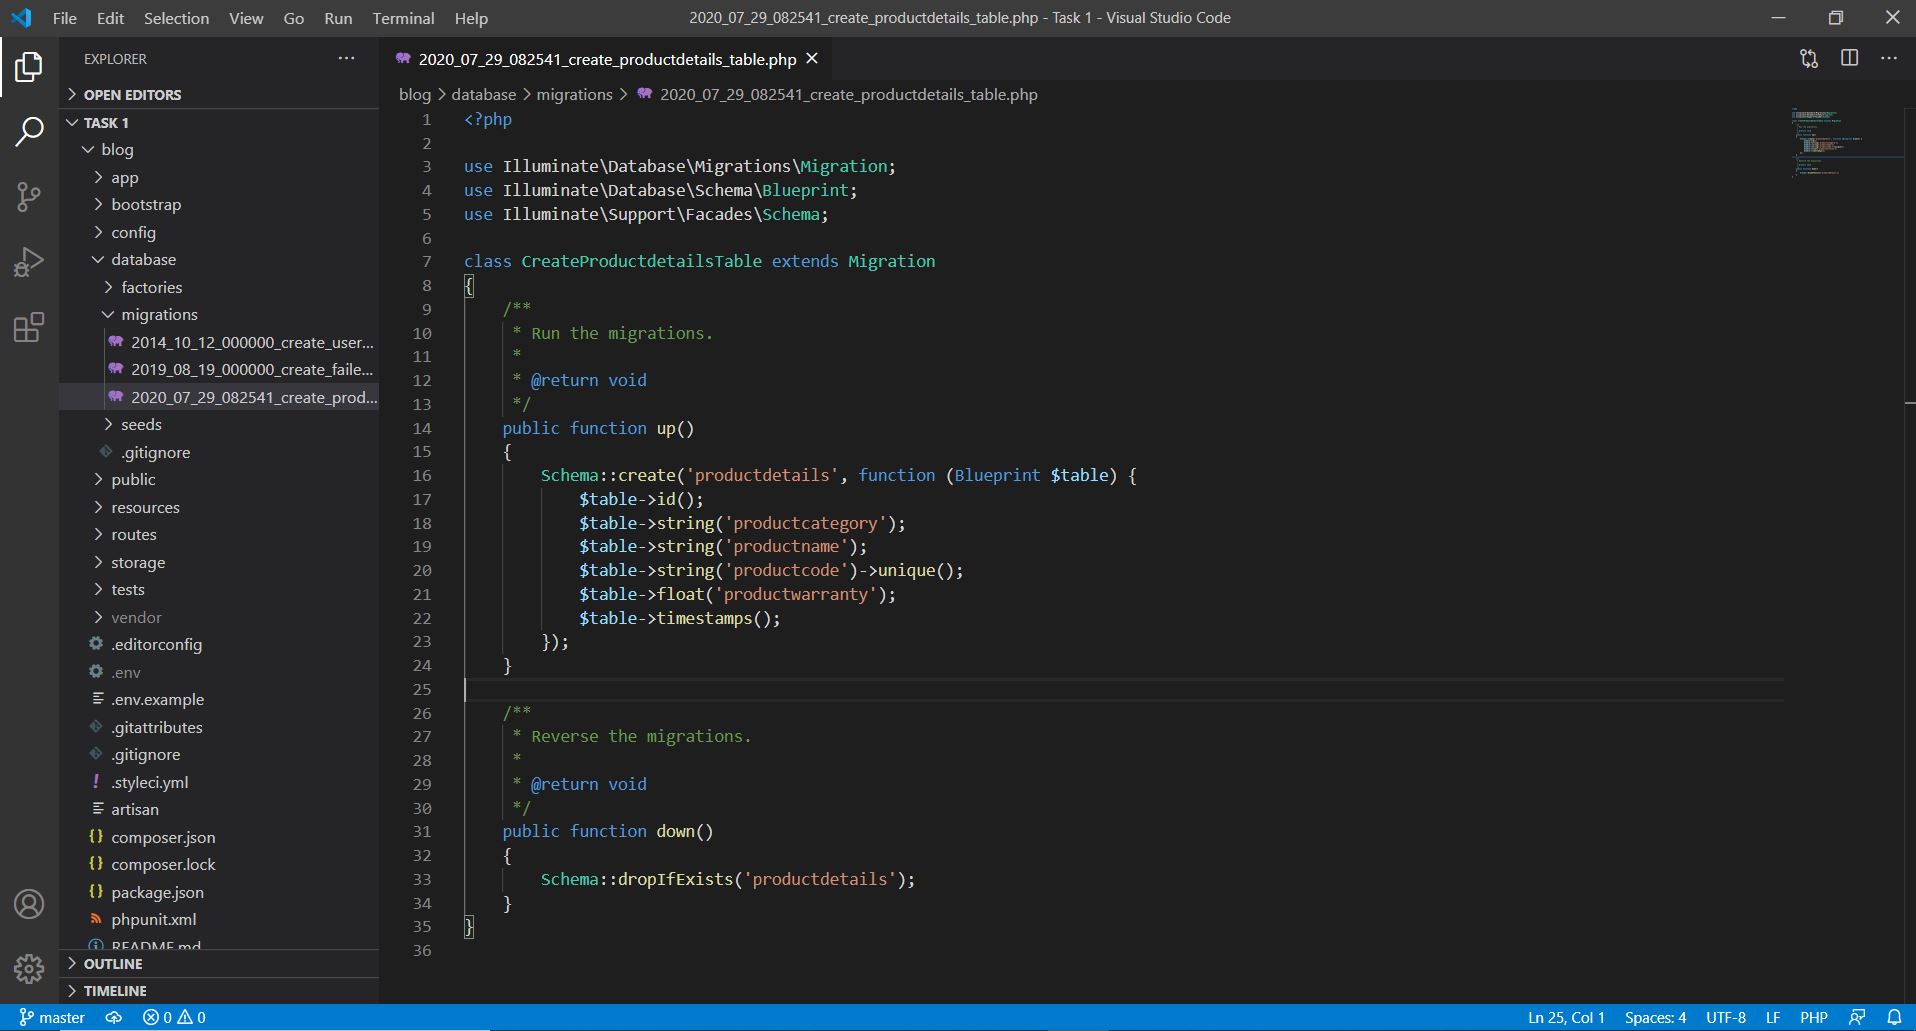 File Edit Selection View Go Run Terminal Help
2020_07_29_082541_create_productdetails_table.php - Task 1 - Visual Studio Code
EXPLORER
OPEN EDITORS
TASK 1
blog
app
bootstrap
config
database
factories
migrations
2014_10_12_000000_create_user...
2019_08_19_000000_create_faile...
2020_07_29_082541_create_prod...
seeds
.gitignore
public
resources
routes
storage
tests
vendor
.editorconfig
.env
.env.example
.gitattributes
.gitignore
.styleci.yml
artisan
composer.json
composer.lock
package.json
phpunit.xml
README.md
OUTLINE
TIMELINE
2020_07_29_082541_create_productdetails_table.php
blog > database > migrations > 2020_07_29_082541_create_productdetails_table.php
1 <?php
2
3 use Illuminate\Database\Migrations\Migration;
4 use Illuminate\Database\Schema\Blueprint;
5 use Illuminate\Support\Facades\Schema;
6
7 class CreateProductdetailsTable extends Migration
8 {
9     /**
10      * Run the migrations.
11      *
12      * @return void
13      */
14     public function up()
15     {
16         Schema::create('productdetails', function (Blueprint $table) {
17             $table->id();
18             $table->string('productcategory');
19             $table->string('productname');
20             $table->string('productcode')->unique();
21             $table->float('productwarranty');
22             $table->timestamps();
23         });
24     }
25
26     /**
27      * Reverse the migrations.
28      *
29      * @return void
30      */
31     public function down()
32     {
33         Schema::dropIfExists('productdetails');
34     }
35 }
36
master 0 0 Ln 25, Col 1 Spaces: 4 UTF-8 LF PHP